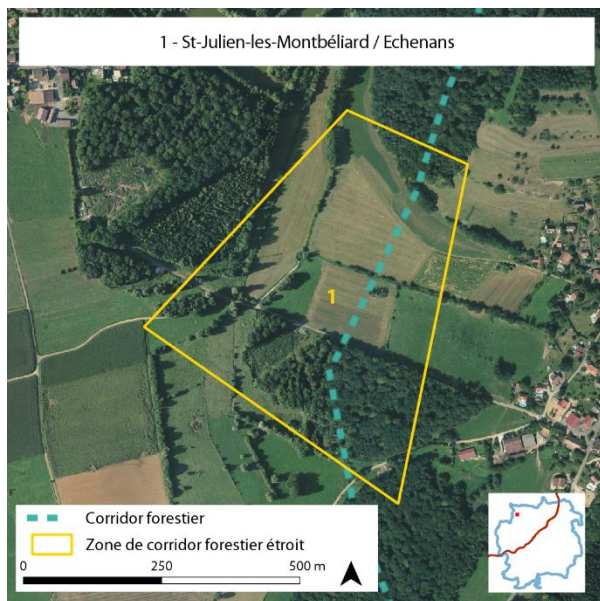 1 - St-Julien-les-Montbéliard / Echenans
1
Corridor forestier
Zone de corridor forestier étroit
0 250 500 m